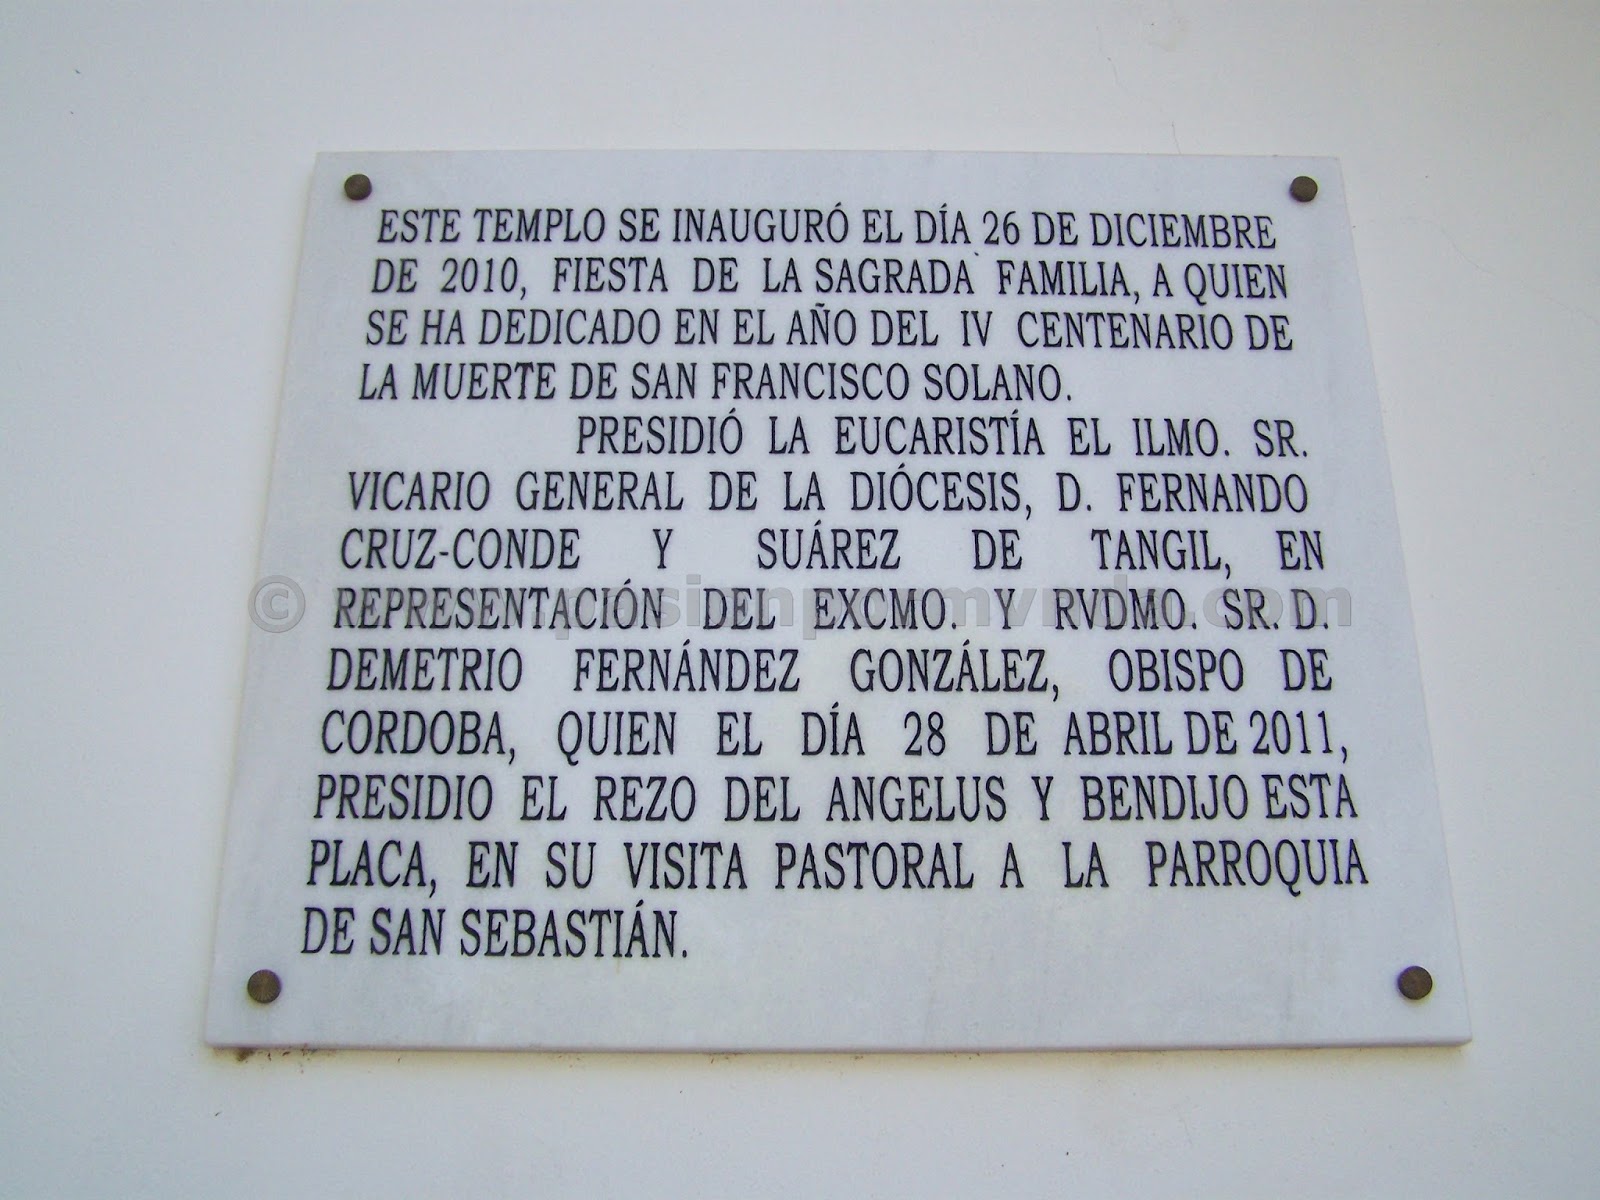 ESTE TEMPLO SE INAUGURÓ EL DÍA 26 DE DICIEMBRE
DE 2010, FIESTA DE LA SAGRADA FAMILIA, A QUIEN
SE HA DEDICADO EN EL AÑO DEL IV CENTENARIO DE
LA MUERTE DE SAN FRANCISCO SOLANO.
PRESIDIÓ LA EUCARISTÍA EL ILMO. SR.
VICARIO GENERAL DE LA DIÓCESIS, D. FERNANDO
CRUZ-CONDE Y SUÁREZ DE TANGIL, EN
REPRESENTACIÓN DEL EXCMO. Y RVDMO. SR. D.
DEMETRIO FERNÁNDEZ GONZÁLEZ, OBISPO DE
CORDOBA, QUIEN EL DÍA 28 DE ABRIL DE 2011,
PRESIDIO EL REZO DEL ANGELUS Y BENDIJO ESTA
PLACA, EN SU VISITA PASTORAL A LA PARROQUIA
DE SAN SEBASTIÁN.